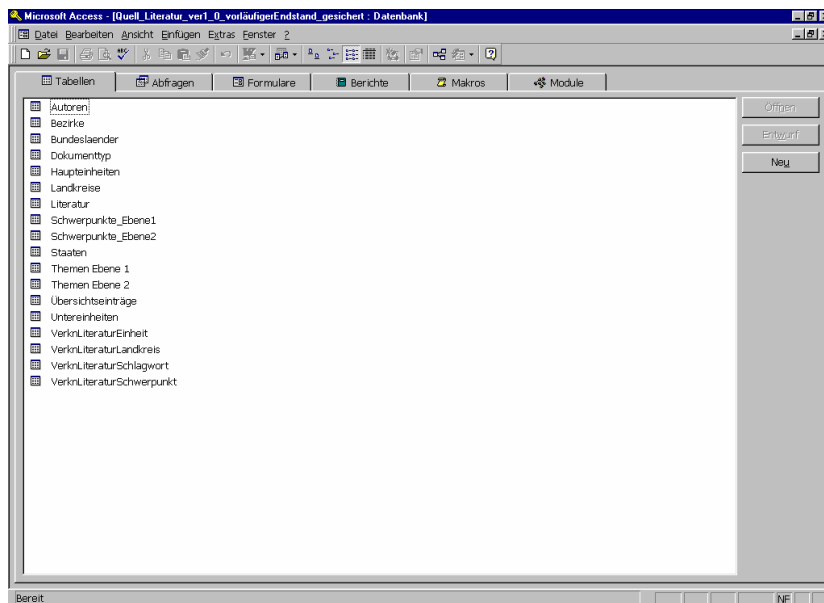 Microsoft Access - [Quell_Literatur_ver1_0_vorläufigerEndstand_gesichert : Datenbank]
Datei Bearbeiten Ansicht Einfügen Extras Fenster ?
Tabellen Abfragen Formulare Berichte Makros Module
Autoren
Bezirke
Bundeslaender
Dokumenttyp
Haupteinheiten
Landkreise
Literatur
Schwerpunkte_Ebene1
Schwerpunkte_Ebene2
Staaten
Themen Ebene 1
Themen Ebene 2
Übersichtseinträge
Untereinheiten
VerknLiteraturEinheit
VerknLiteraturLandkreis
VerknLiteraturSchlagwort
VerknLiteraturSchwerpunkt
Öffnen
Entwurf
Neu
Bereit NF